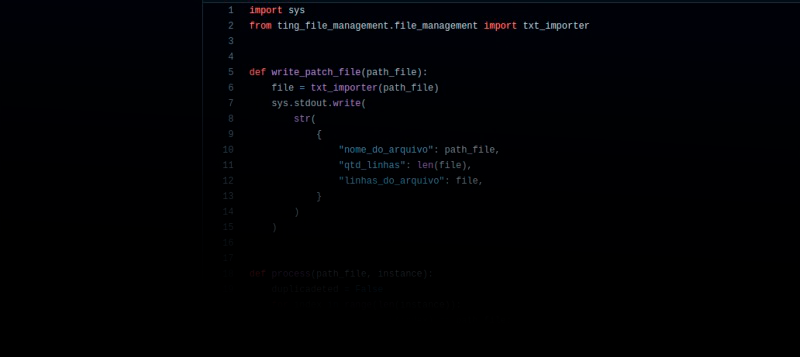 1 import sys
2 from ting_file_management.file_management import txt_importer
3
4
5 def write_patch_file(path_file):
6 file = txt_importer(path_file)
7 sys.stdout.write(
8 str(
9 {
10 "nome_do_arquivo": path_file,
11 "qtd_linhas": len(file),
12 "linhas_do_arquivo": file,
13 }
14 )
15 )
16
17
18 def process(path_file, instance):